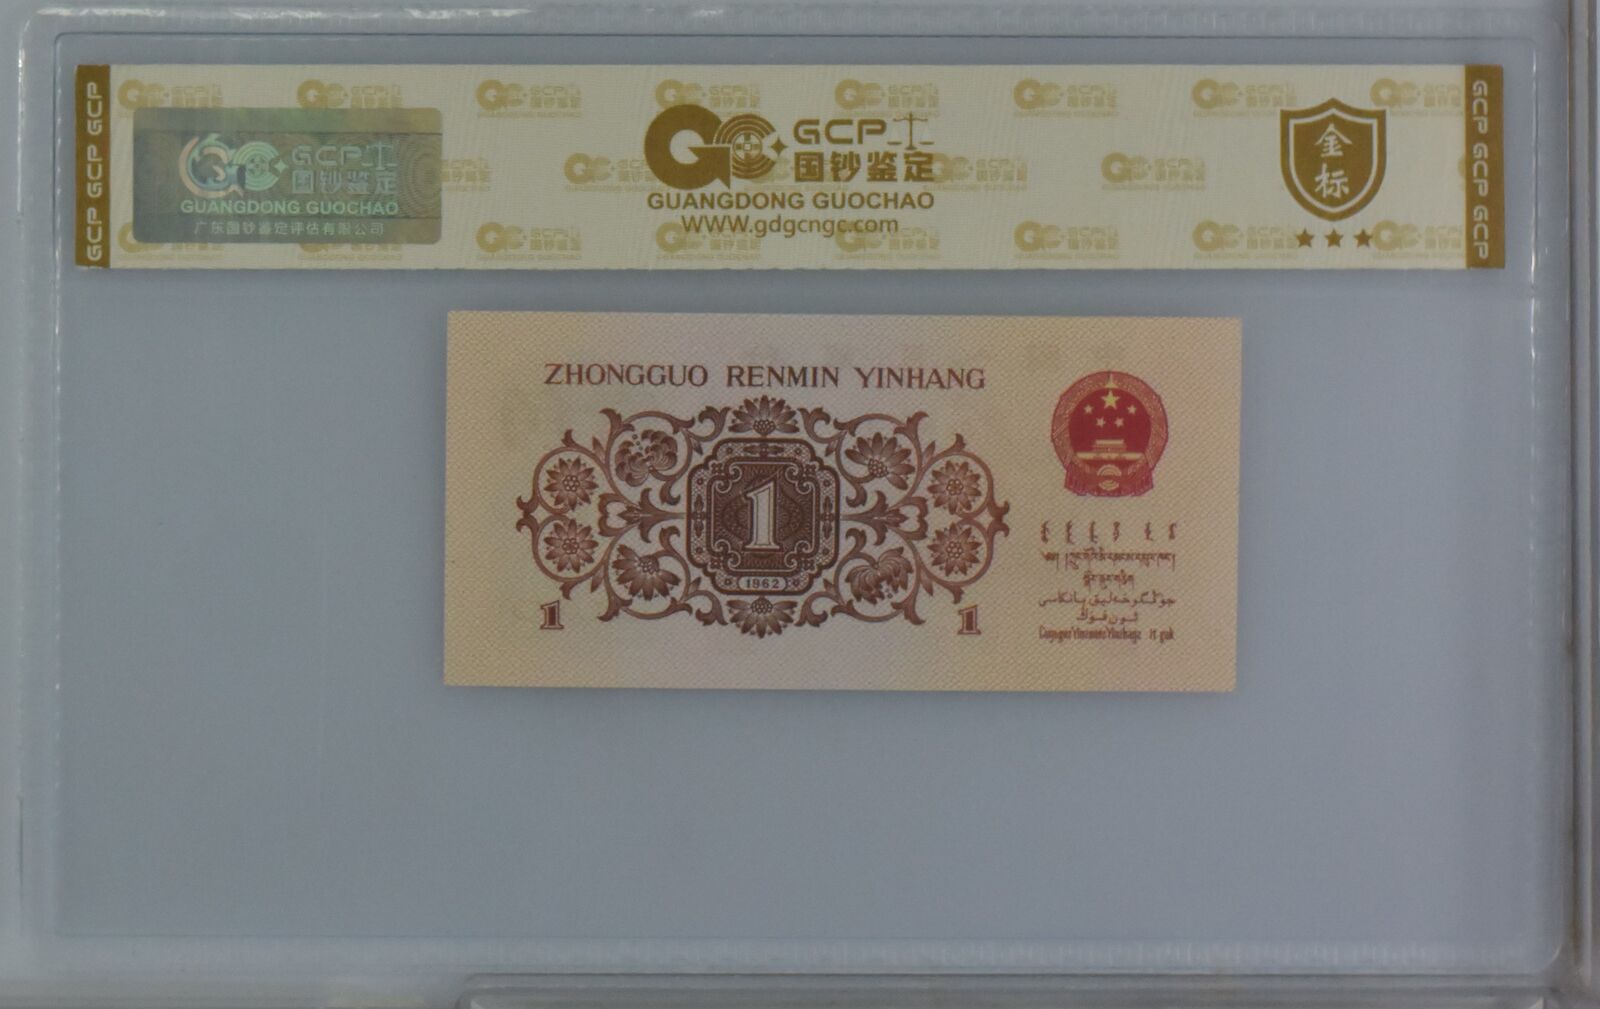 GCP GCP GCP
GCP
国钞鉴定
GUANGDONG GUOCHAO
广东国钞鉴定评估有限公司
GCP
国钞鉴定
GUANGDONG GUOCHAO
WWW.gdgcngc.com
金标
GCP GCP GCP
ZHONGGUO RENMIN YINHANG
1
1962
1
1